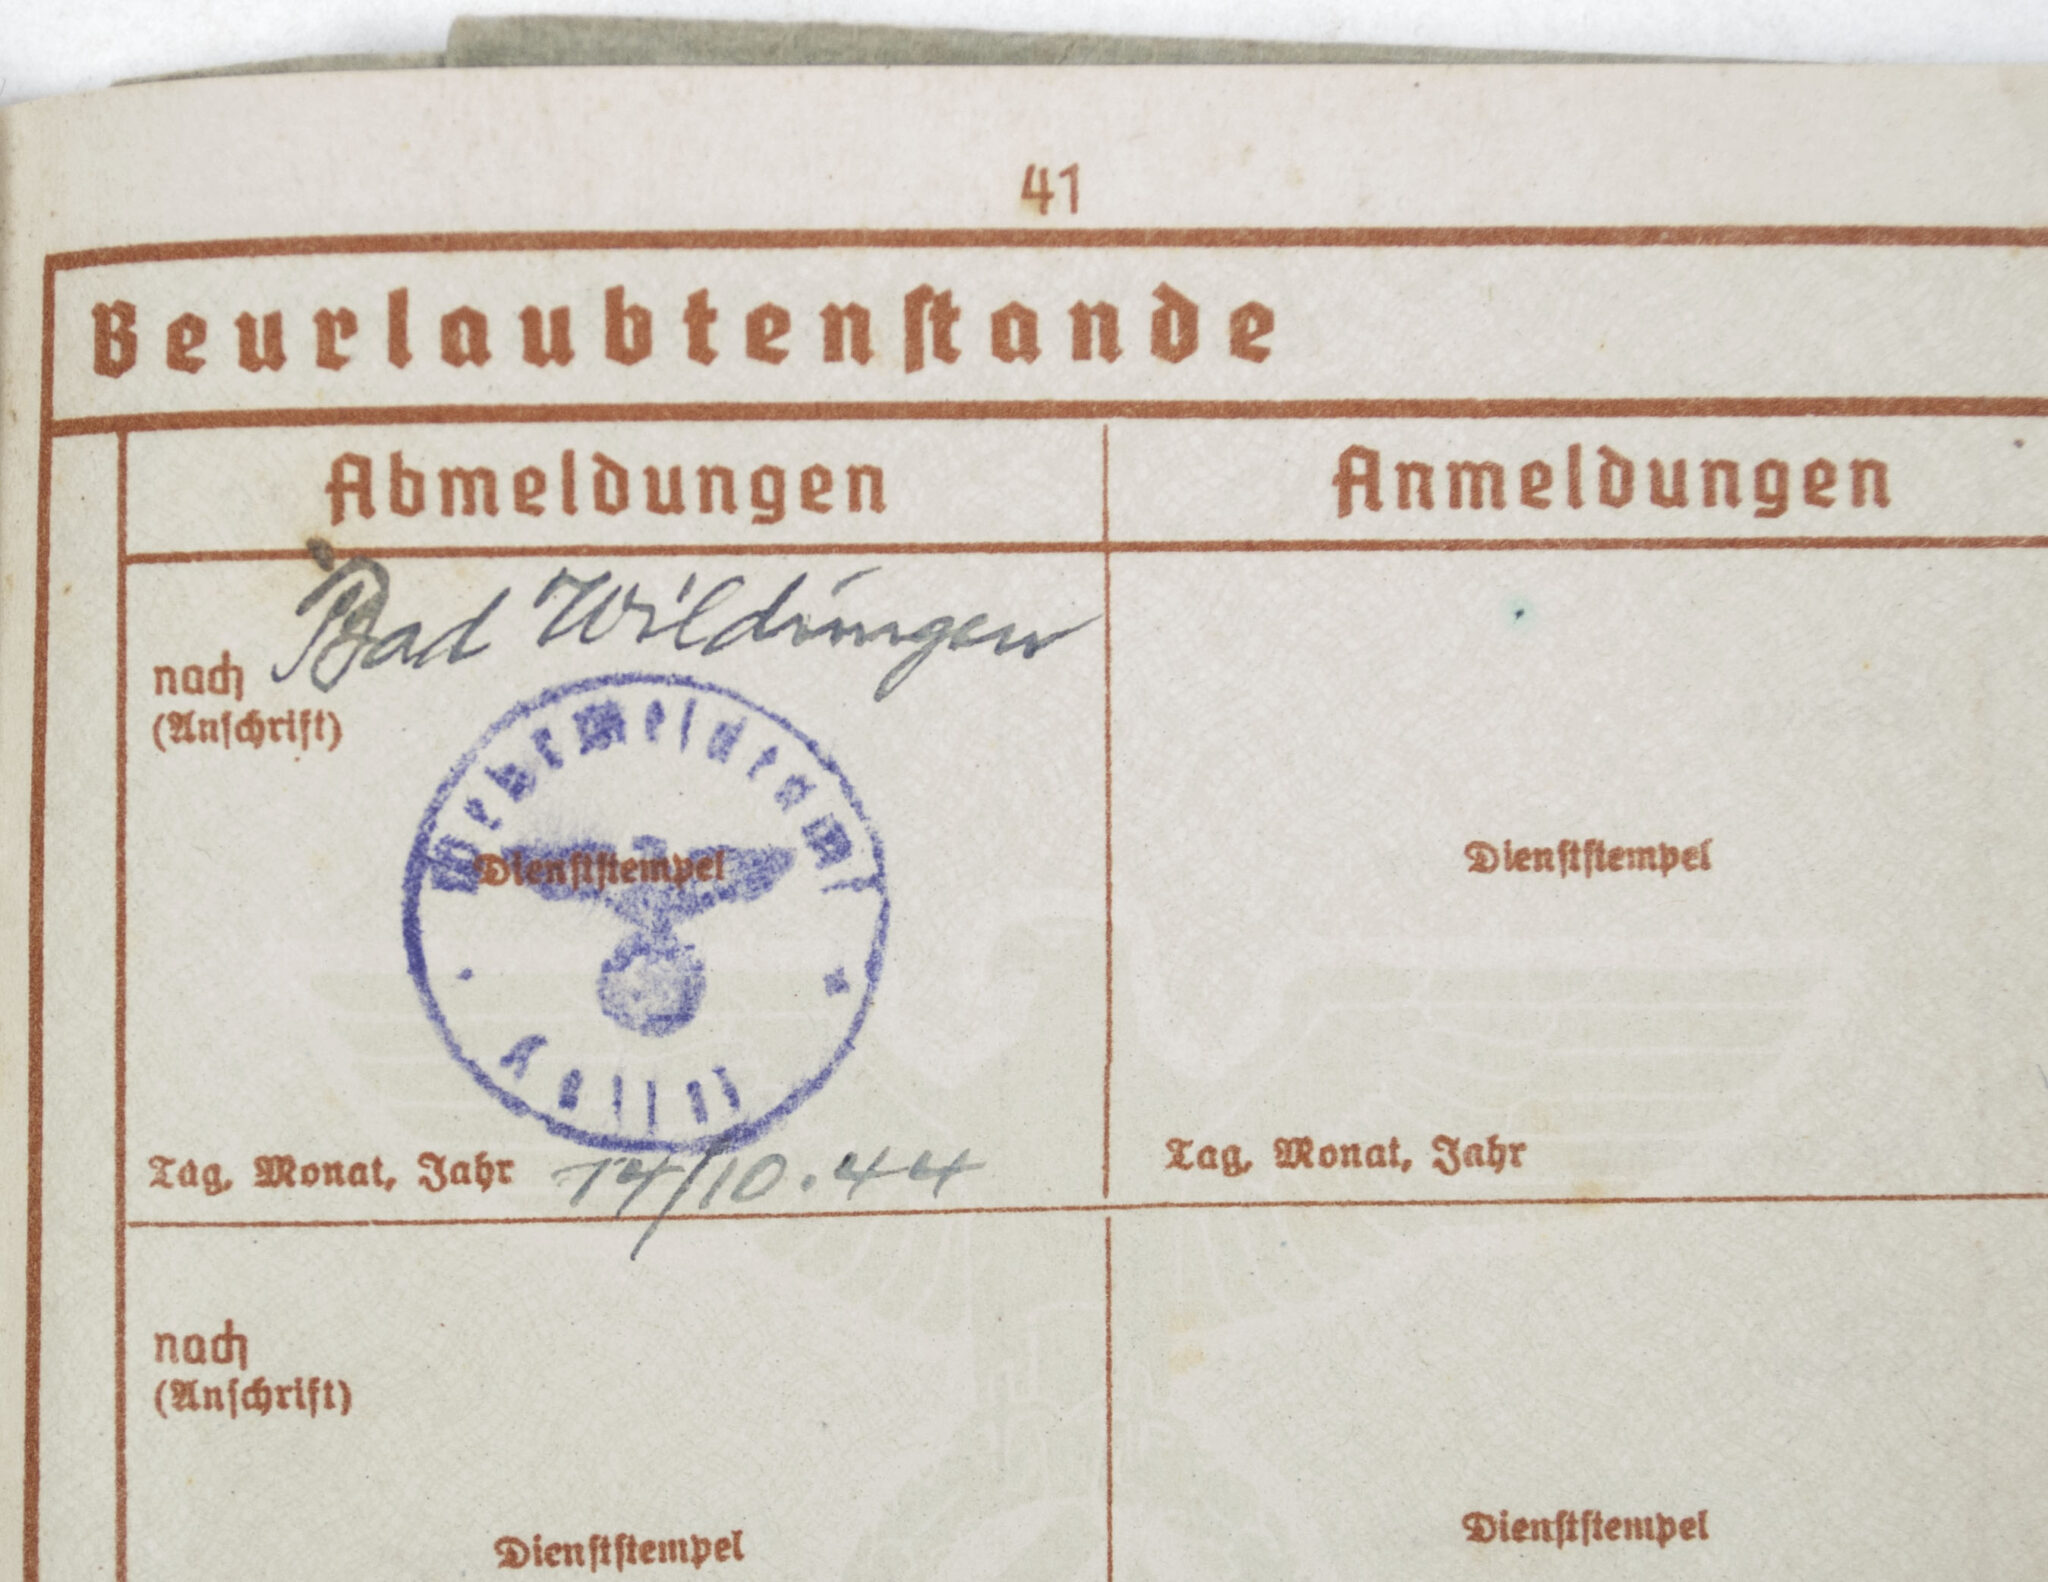 41
Beurlaubtenstande
Abmeldungen
Anmeldungen
nach Bad Wildungen
(Anschrift)
Wehrmeldeamt
Dienststempel
Tag, Monat, Jahr 14/10.44
Dienststempel
Tag, Monat, Jahr
nach
(Anschrift)
Dienststempel
Dienststempel